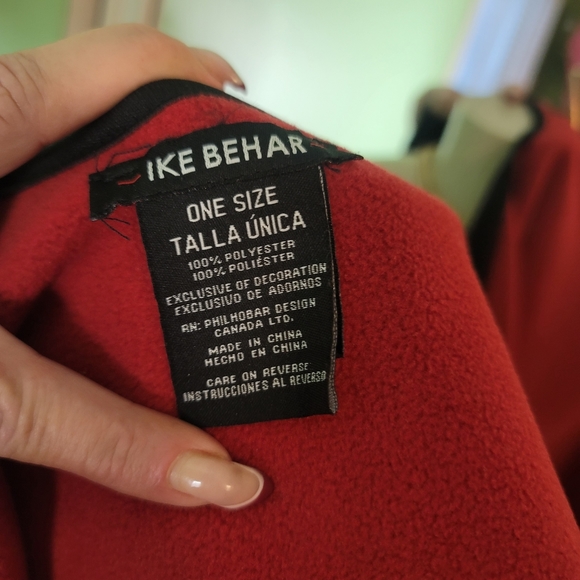 IKE BEHAR
ONE SIZE
TALLA ÚNICA
100% POLYESTER
100% POLIÉSTER
EXCLUSIVE OF DECORATION
EXCLUSIVO DE ADORNOS
RN: PHILHOBAR DESIGN
CANADA LTD.
MADE IN CHINA
HECHO EN CHINA
CARE ON REVERSE
INSTRUCCIONES AL REVERSO